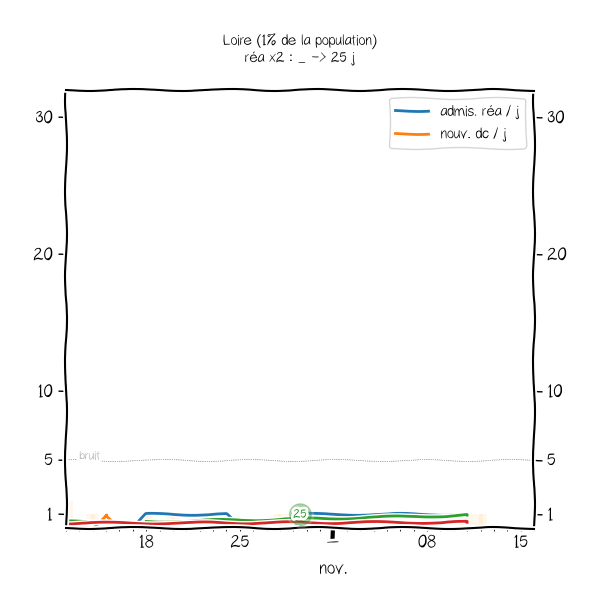 Loire (1% de la population)
réa x2 : _ -> 25 j
admis. réa / j
nouv. dc / j
30
30
20
20
10
10
5
bruit
5
1
25
1
18
25
_
08
15
nov.